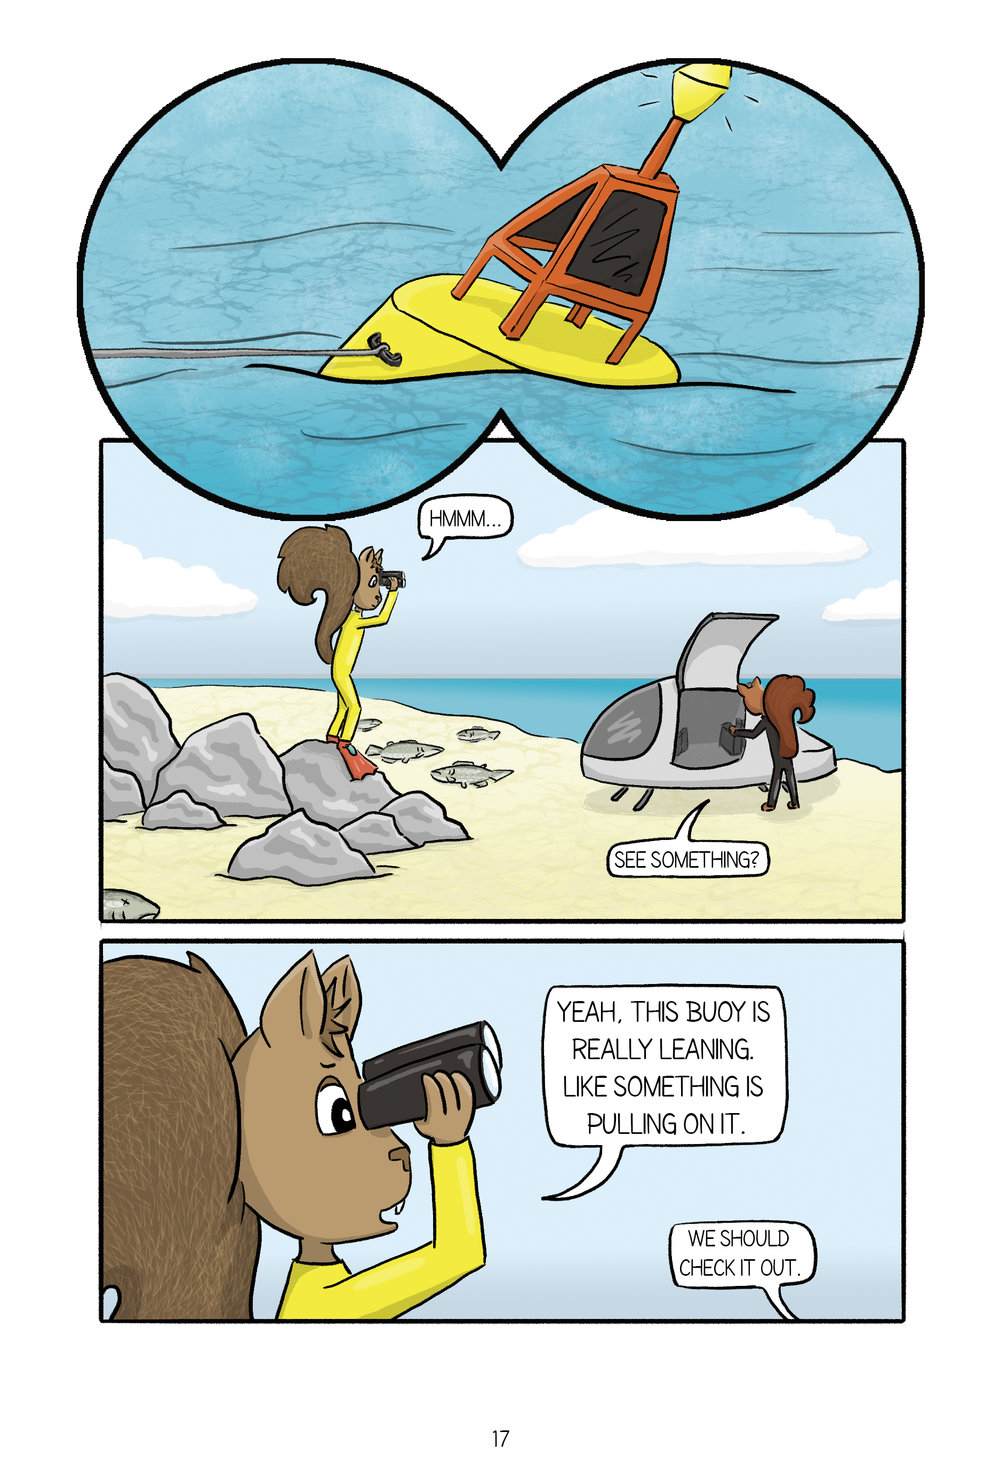 HMMM...
SEE SOMETHING?
YEAH, THIS BUOY IS
REALLY LEANING.
LIKE SOMETHING IS
PULLING ON IT.
WE SHOULD
CHECK IT OUT.
17